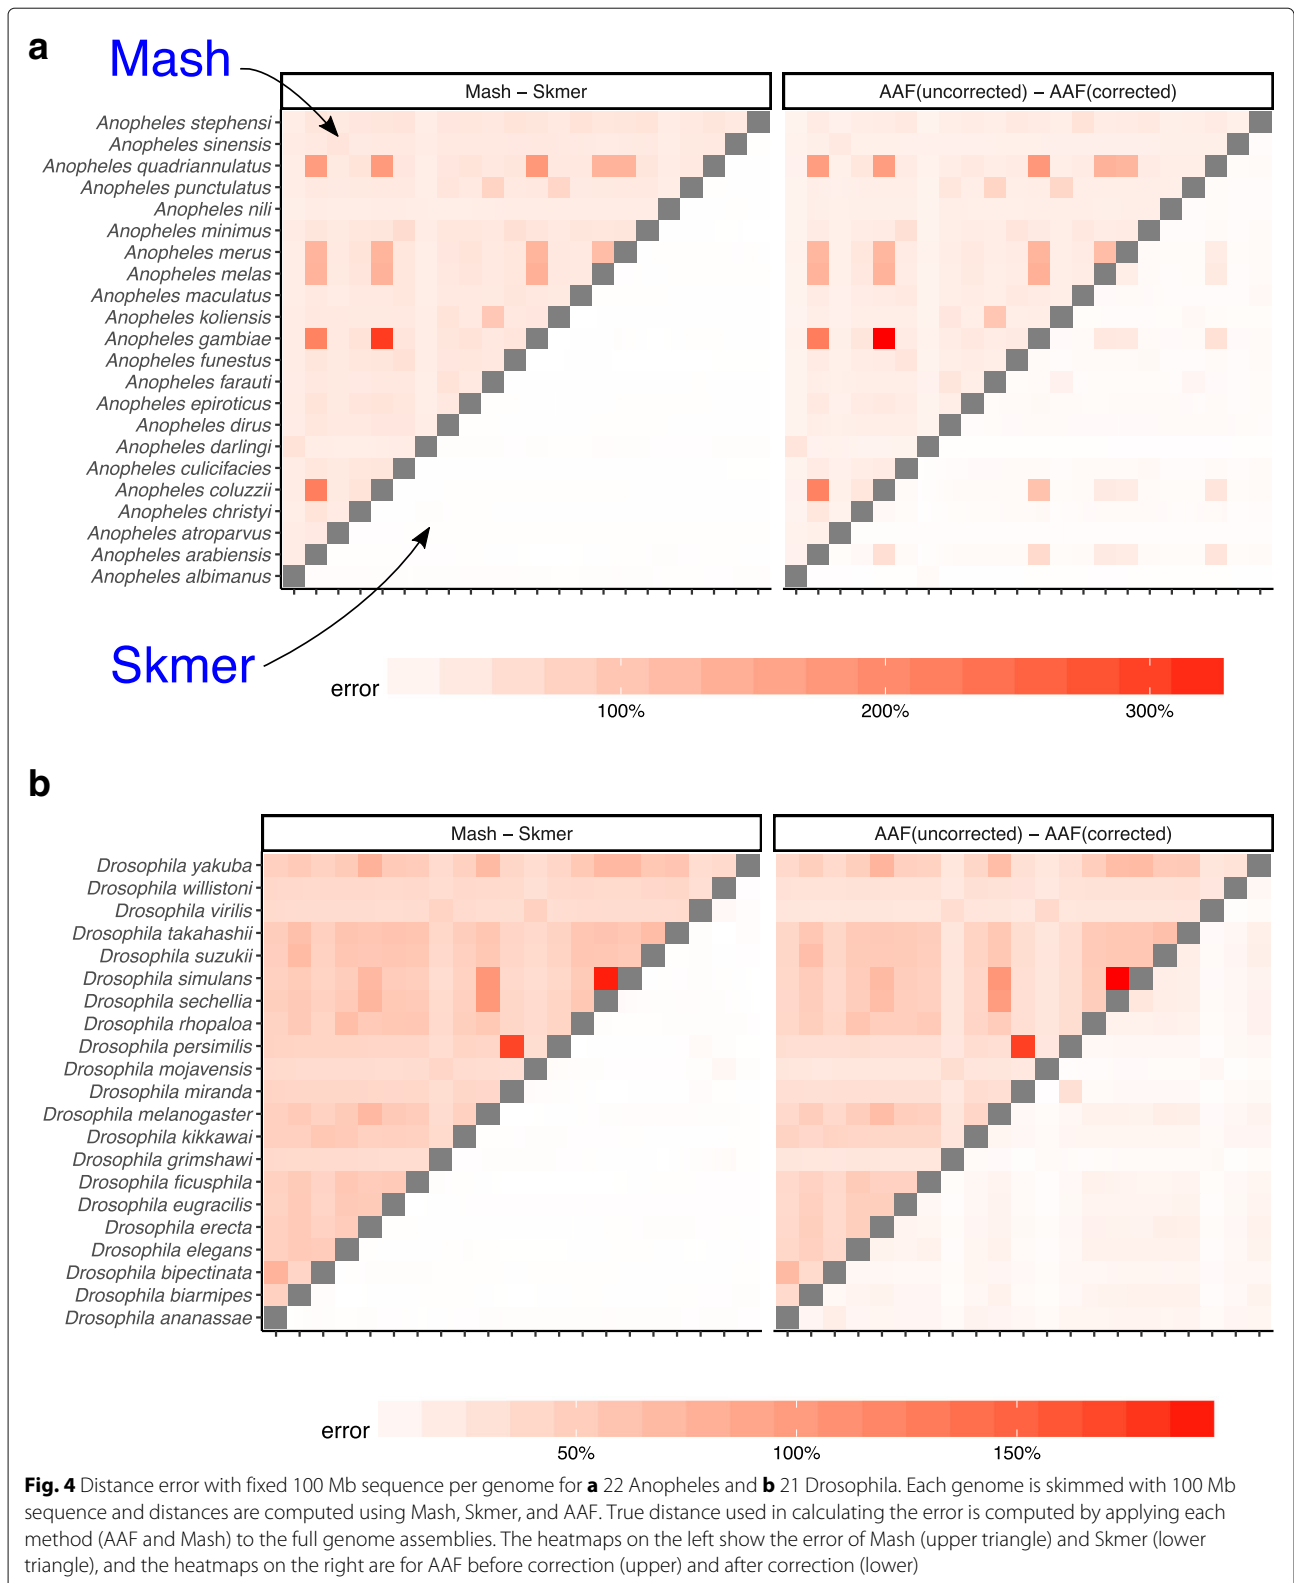 a
Mash
Mash – Skmer
AAF(uncorrected) – AAF(corrected)
Anopheles stephensi
Anopheles sinensis
Anopheles quadriannulatus
Anopheles punctulatus
Anopheles nili
Anopheles minimus
Anopheles merus
Anopheles melas
Anopheles maculatus
Anopheles koliensis
Anopheles gambiae
Anopheles funestus
Anopheles farauti
Anopheles epiroticus
Anopheles dirus
Anopheles darlingi
Anopheles culicifacies
Anopheles coluzzii
Anopheles christyi
Anopheles atroparvus
Anopheles arabiensis
Anopheles albimanus
Skmer
error
100% 200% 300%
b
Mash – Skmer
AAF(uncorrected) – AAF(corrected)
Drosophila yakuba
Drosophila willistoni
Drosophila virilis
Drosophila takahashii
Drosophila suzukii
Drosophila simulans
Drosophila sechellia
Drosophila rhopaloa
Drosophila persimilis
Drosophila mojavensis
Drosophila miranda
Drosophila melanogaster
Drosophila kikkawai
Drosophila grimshawi
Drosophila ficusphila
Drosophila eugracilis
Drosophila erecta
Drosophila elegans
Drosophila bipectinata
Drosophila biarmipes
Drosophila ananassae
error
50% 100% 150%
Fig. 4 Distance error with fixed 100 Mb sequence per genome for a 22 Anopheles and b 21 Drosophila. Each genome is skimmed with 100 Mb
sequence and distances are computed using Mash, Skmer, and AAF. True distance used in calculating the error is computed by applying each
method (AAF and Mash) to the full genome assemblies. The heatmaps on the left show the error of Mash (upper triangle) and Skmer (lower
triangle), and the heatmaps on the right are for AAF before correction (upper) and after correction (lower)